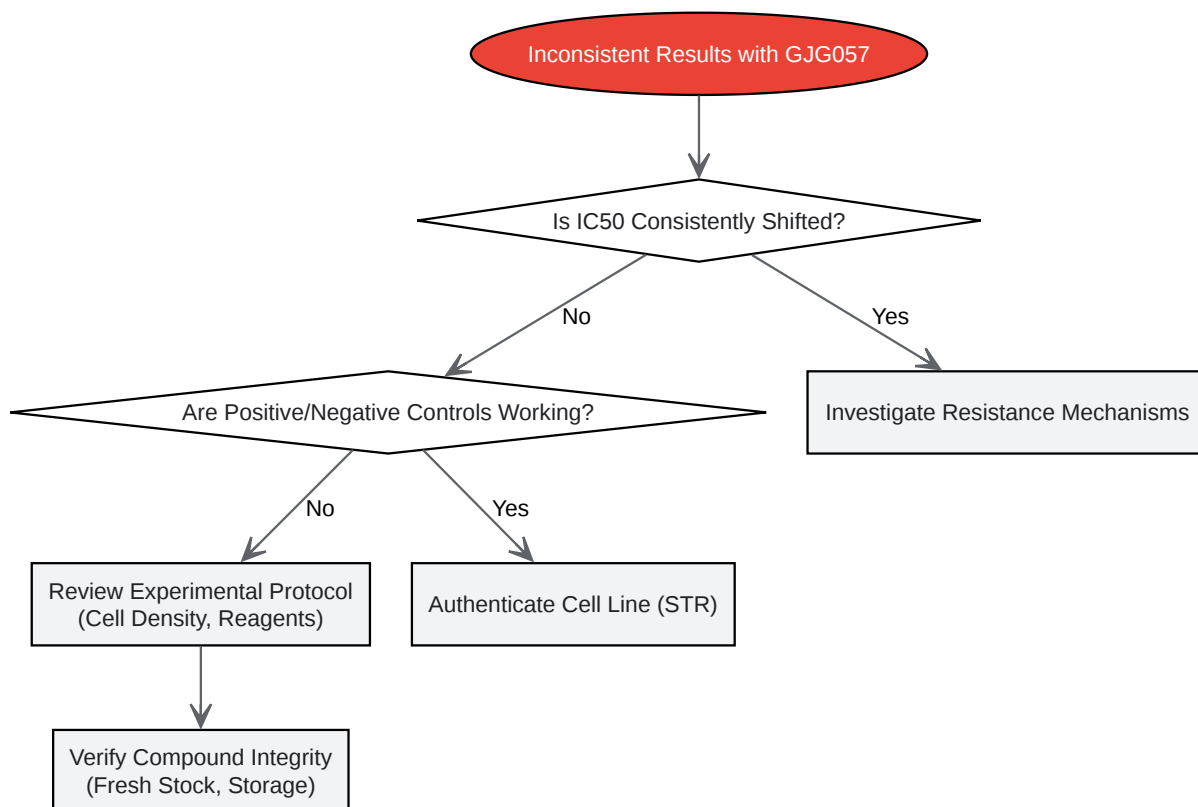 Inconsistent Results with GJG057
Is IC50 Consistently Shifted?
No
Yes
Are Positive/Negative Controls Working?
Investigate Resistance Mechanisms
No
Yes
Review Experimental Protocol
(Cell Density, Reagents)
Authenticate Cell Line (STR)
Verify Compound Integrity
(Fresh Stock, Storage)